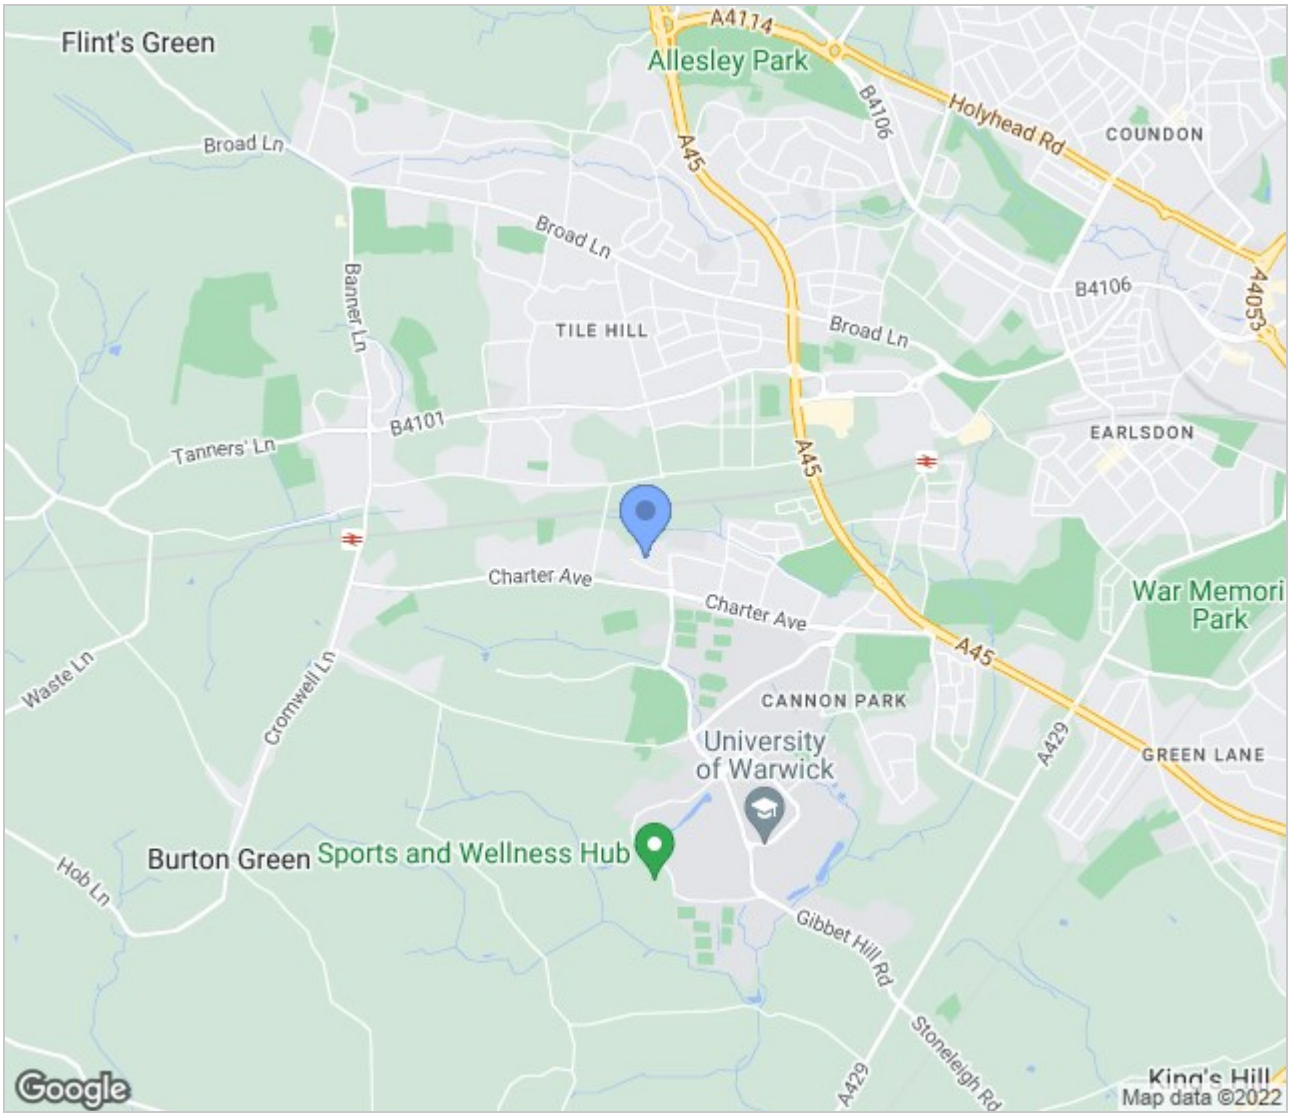 A4114
Flint's Green
Allesley Park
B4106
Holyhead Rd
COUNDON
Broad Ln
A45
Broad Ln
Banner Ln
B4106
A4053
TILE HILL
Broad Ln
B4101
EARLSDON
Tanners' Ln
A45
Charter Ave
War Memori
Park
Charter Ave
A45
Waste Ln
Cromwell Ln
CANNON PARK
University
of Warwick
A429
GREEN LANE
Burton Green
Sports and Wellness Hub
Hob Ln
Gibbet Hill Rd
Stoneleigh Rd
A429
King's Hill
Google
Map data ©2022